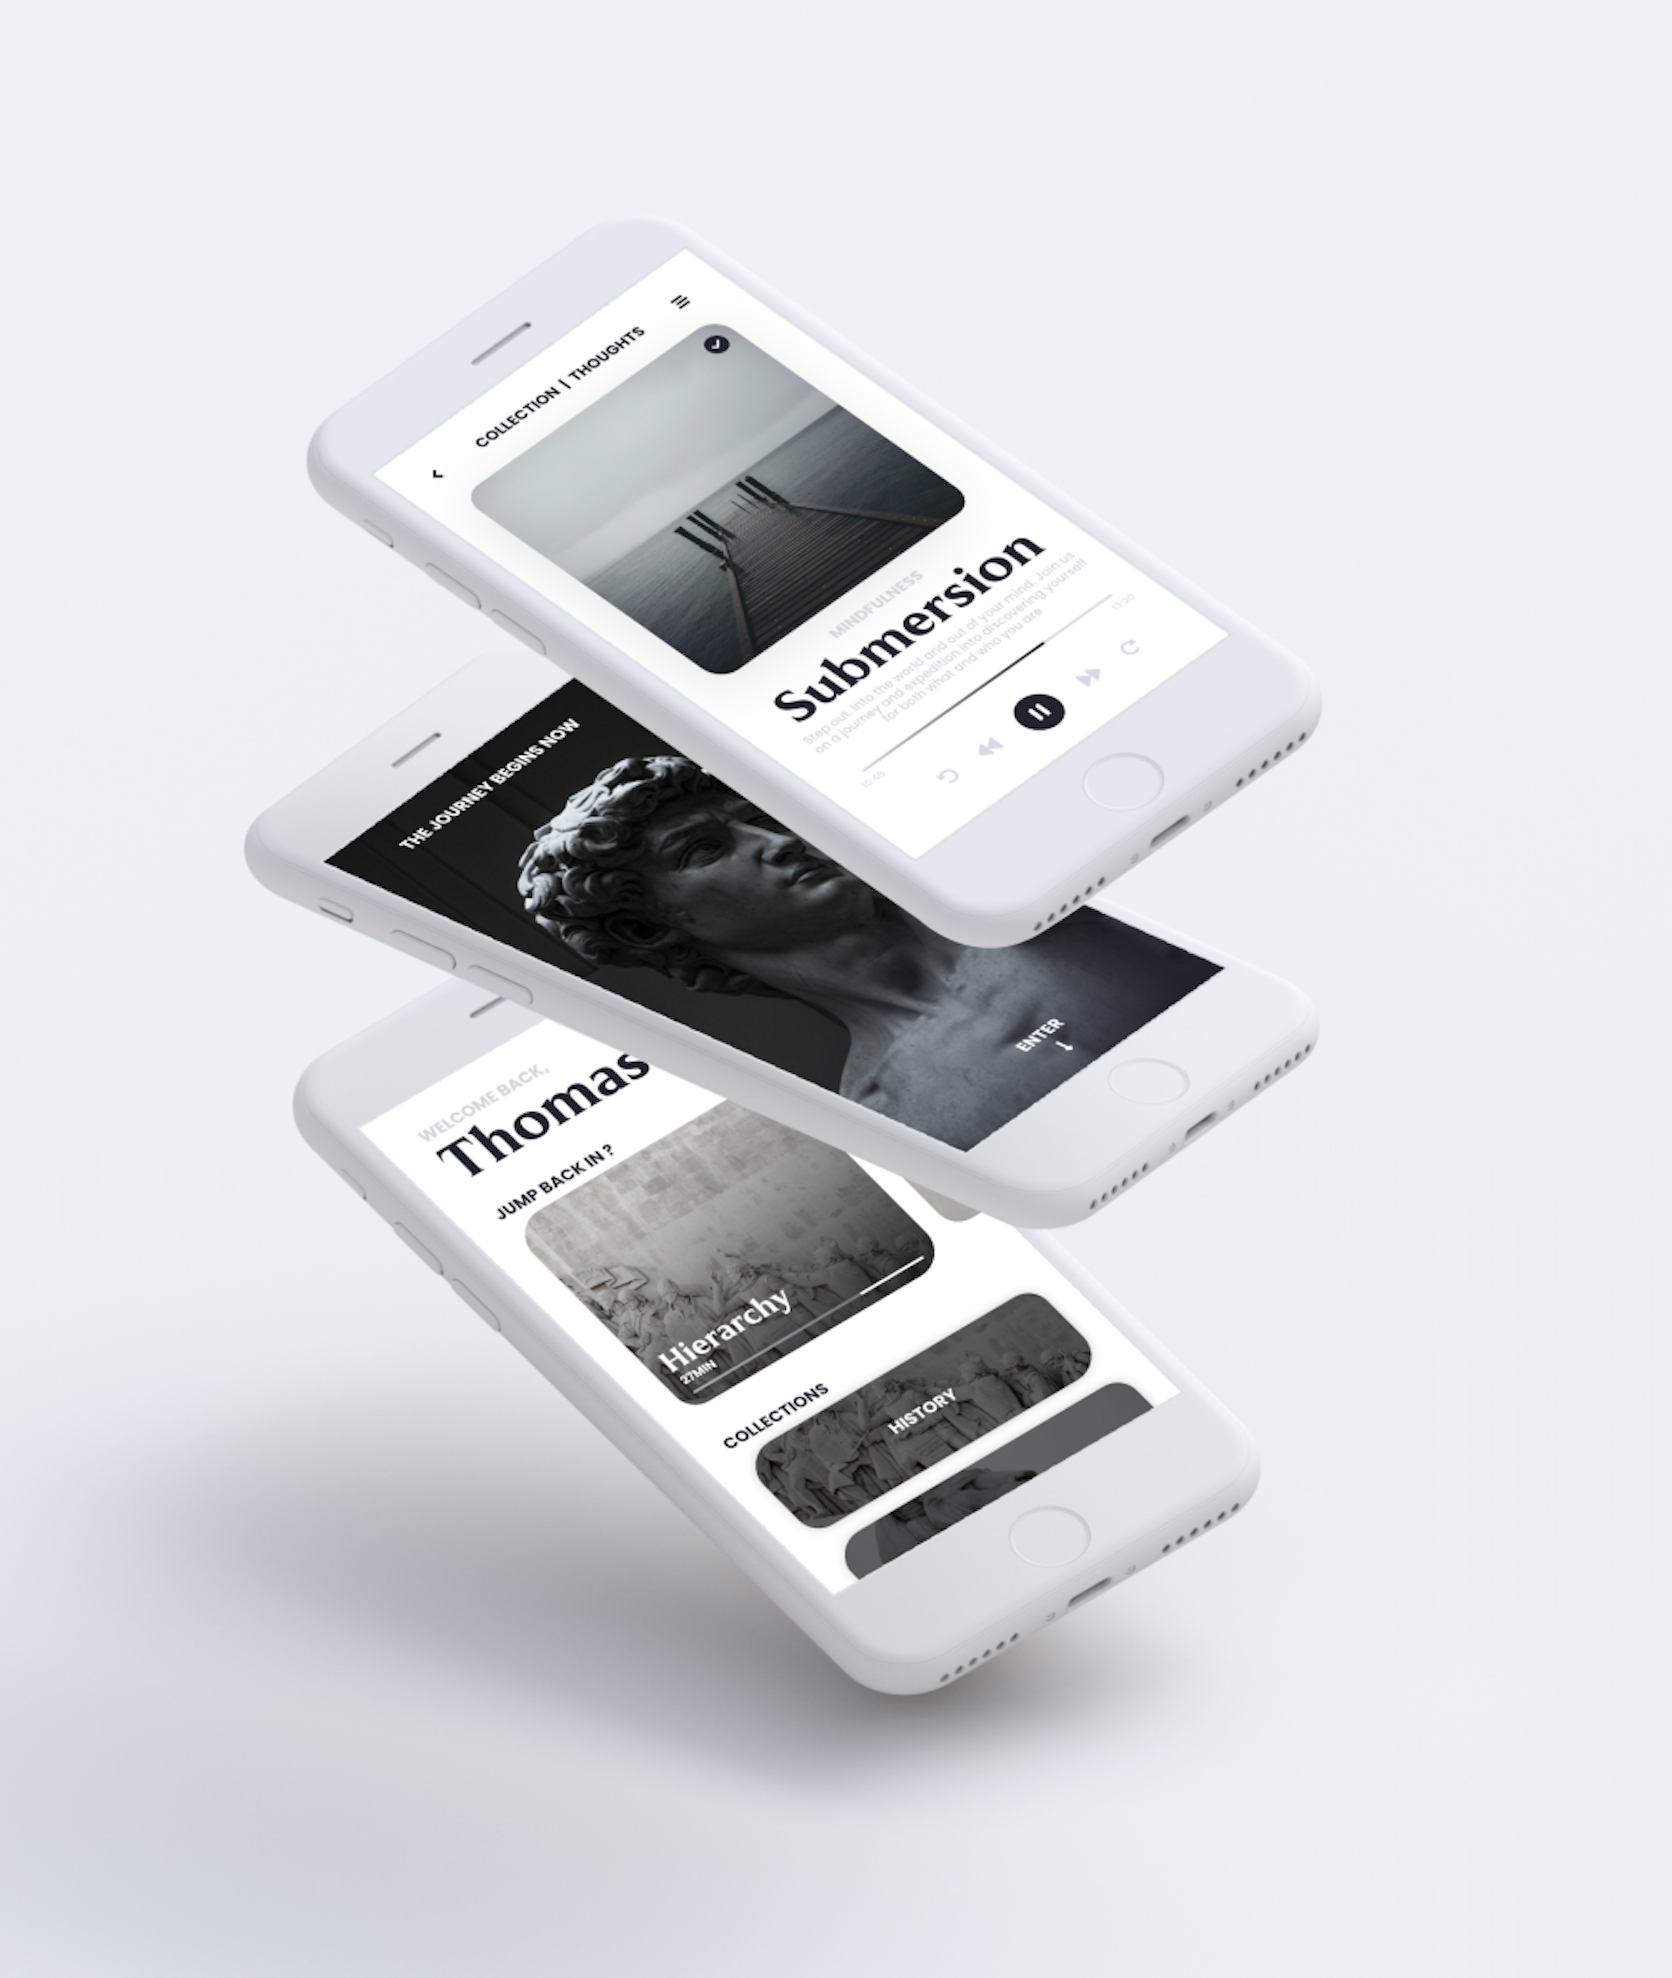 COLLECTION | THOUGHTS
MINDFULNESS
Submersion
Step out, into the world and out of your mind. Join us
on a journey and expedition into discovering yourself
for both what and who you are
10:45
13:20
THE JOURNEY BEGINS NOW
ENTER
WELCOME BACK,
Thomas
JUMP BACK IN ?
Hierarchy
27MIN
COLLECTIONS
HISTORY